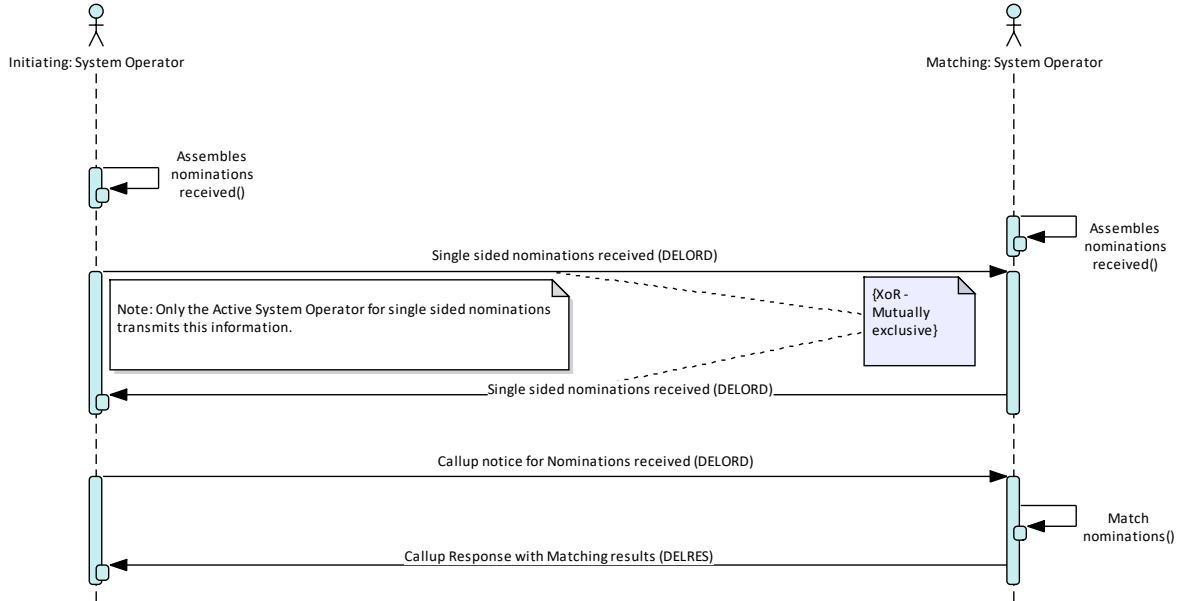 Initiating: System Operator
Matching: System Operator
Assembles
nominations
received()
Assembles
nominations
received()
Single sided nominations received (DELORD)
{XoR -
Mutually
exclusive}
Note: Only the Active System Operator for single sided nominations
transmits this information.
Single sided nominations received (DELORD)
Callup notice for Nominations received (DELORD)
Match
nominations()
Callup Response with Matching results (DELRES)